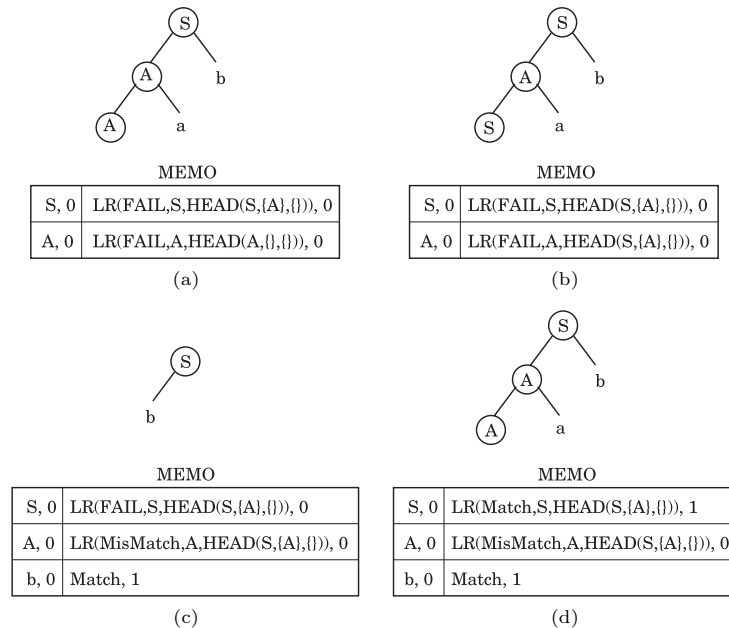 S
A
b
A
a
MEMO
S, 0 LR(FAIL,S,HEAD(S,{A},{})), 0
A, 0 LR(FAIL,A,HEAD(A,{},{})), 0
(a)
S
A
b
S
a
MEMO
S, 0 LR(FAIL,S,HEAD(S,{A},{})), 0
A, 0 LR(FAIL,A,HEAD(S,{A},{})), 0
(b)
S
b
MEMO
S, 0 LR(FAIL,S,HEAD(S,{A},{})), 0
A, 0 LR(MisMatch,A,HEAD(S,{A},{})), 0
b, 0 Match, 1
(c)
S
A
b
A
a
MEMO
S, 0 LR(Match,S,HEAD(S,{A},{})), 1
A, 0 LR(MisMatch,A,HEAD(S,{A},{})), 0
b, 0 Match, 1
(d)